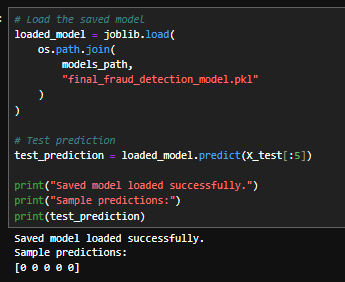 # Load the saved model
loaded_model = joblib.load(
    os.path.join(
        models_path,
        "final_fraud_detection_model.pkl"
    )
)

# Test prediction
test_prediction = loaded_model.predict(X_test[:5])

print("Saved model loaded successfully.")
print("Sample predictions:")
print(test_prediction)
Saved model loaded successfully.
Sample predictions:
[0 0 0 0 0]